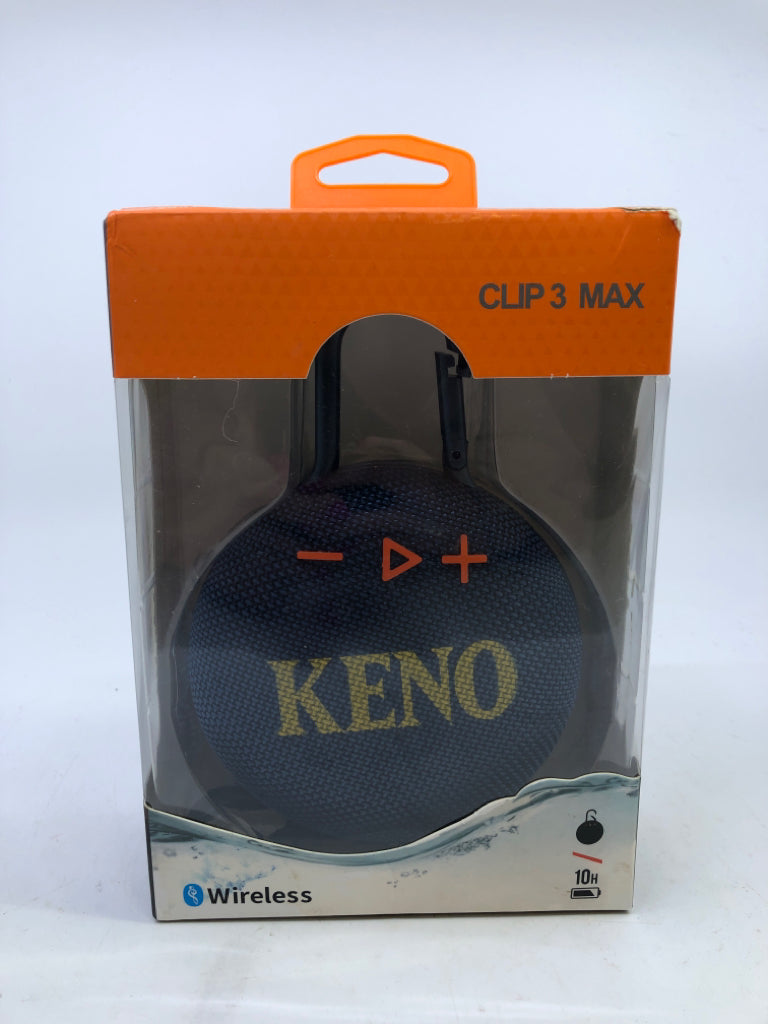 CLIP 3 MAX
KENO
Wireless
10H